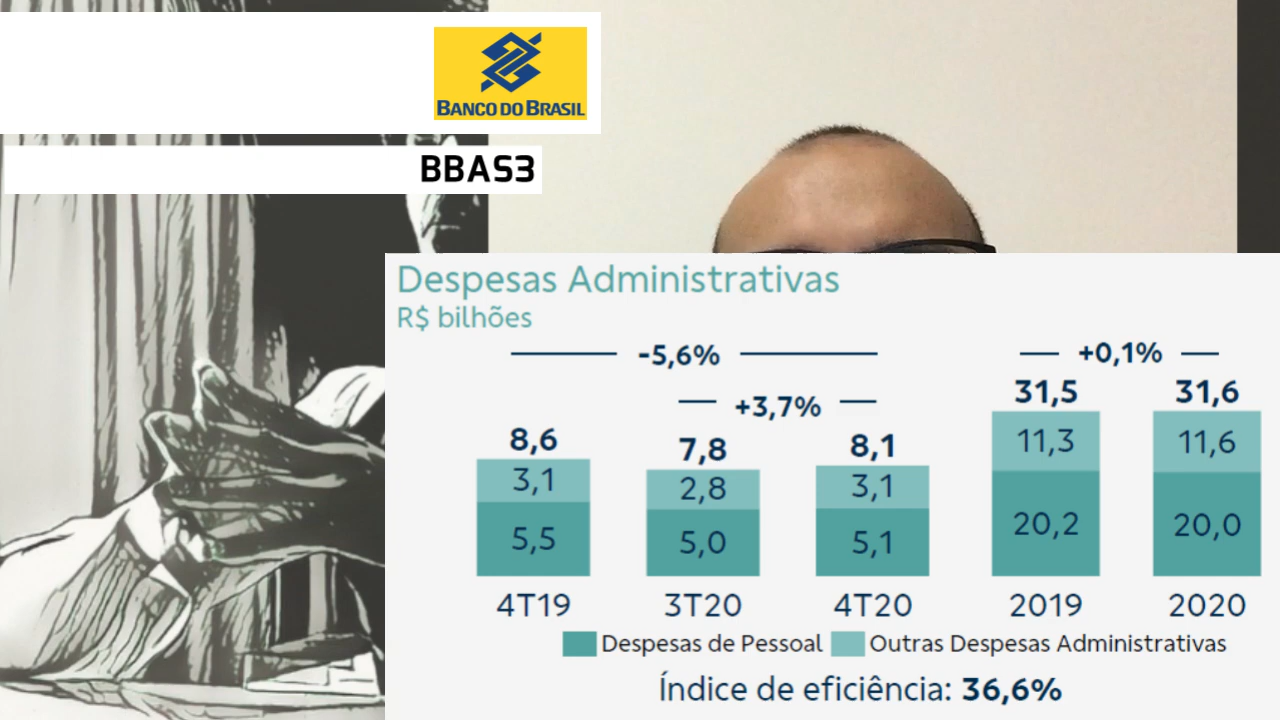 BANCO DO BRASIL
BBAS3
Despesas Administrativas
R$ bilhões
-5,6% +0,1%
+3,7%
31,5 31,6
8,6 7,8 8,1
11,3 11,6
3,1 2,8 3,1
20,2 20,0
5,5 5,0 5,1
4T19 3T20 4T20 2019 2020
Despesas de Pessoal Outras Despesas Administrativas
Índice de eficiência: 36,6%